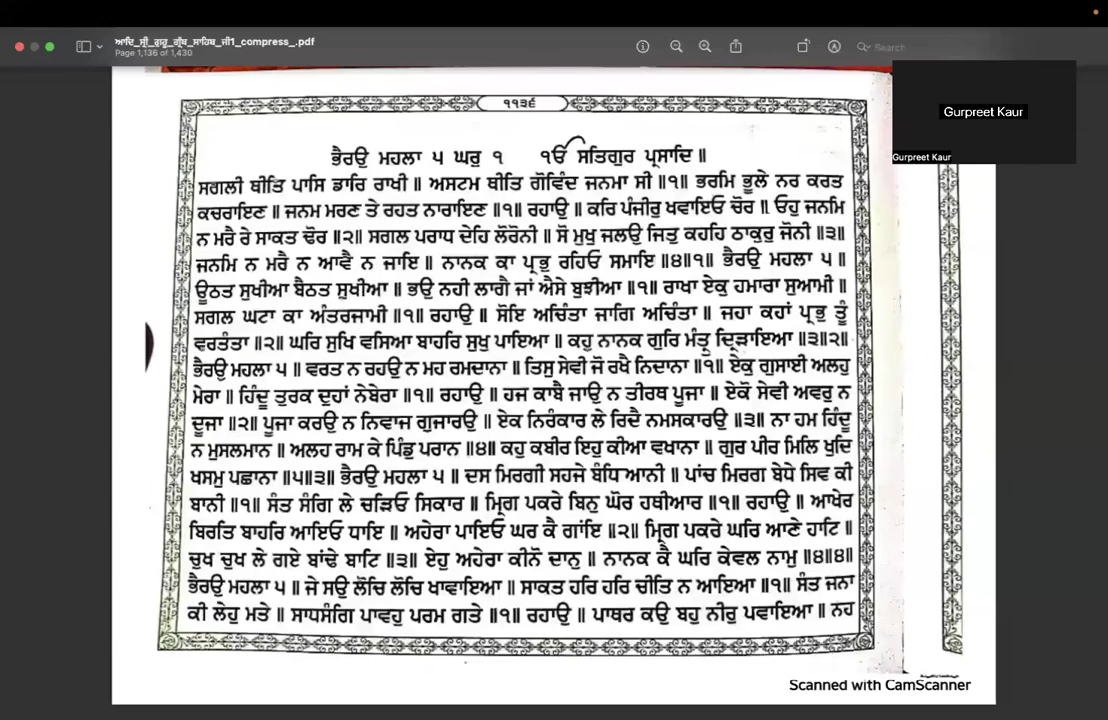 ਆਦਿ_ਸ੍ਰੀ_ਗੁਰੂ_ਗ੍ਰੰਥ_ਸਾਹਿਬ_ਜੀ1_compress_.pdf
Page 1,136 of 1,430
Search
Gurpreet Kaur
Gurpreet Kaur
੧੧੩੬
ਭੈਰਉ ਮਹਲਾ ੫ ਘਰੁ ੧ ੴ ਸਤਿਗੁਰ ਪ੍ਰਸਾਦਿ ॥
ਸਗਲੀ ਥੀਤਿ ਪਾਸਿ ਡਾਰਿ ਰਾਖੀ ॥ ਅਸਟਮ ਥੀਤਿ ਗੋਵਿੰਦ ਜਨਮਾ ਸੀ ॥੧॥ ਭਰਮਿ ਭੂਲੇ ਨਰ ਕਰਤ
ਕਚਰਾਇਣ ॥ ਜਨਮ ਮਰਣ ਤੇ ਰਹਤ ਨਾਰਾਇਣ ॥੧॥ ਰਹਾਉ ॥ ਕਰਿ ਪੰਜੀਰੁ ਖਵਾਇਓ ਚੋਰ ॥ ਓਹੁ ਜਨਮਿ
ਨ ਮਰੈ ਰੇ ਸਾਕਤ ਢੋਰ ॥੨॥ ਸਗਲ ਪਰਾਧ ਦੇਹਿ ਲੋਰੋਨੀ ॥ ਸੋ ਮੁਖੁ ਜਲਉ ਜਿਤੁ ਕਹਹਿ ਠਾਕੁਰੁ ਜੋਨੀ ॥੩॥
ਜਨਮਿ ਨ ਮਰੈ ਨ ਆਵੈ ਨ ਜਾਇ ॥ ਨਾਨਕ ਕਾ ਪ੍ਰਭੁ ਰਹਿਓ ਸਮਾਇ ॥੪॥੧॥ ਭੈਰਉ ਮਹਲਾ ੫ ॥
ਊਠਤ ਸੁਖੀਆ ਬੈਠਤ ਸੁਖੀਆ ॥ ਭਉ ਨਹੀ ਲਾਗੈ ਜਾਂ ਐਸੇ ਬੁਝੀਆ ॥੧॥ ਰਾਖਾ ਏਕੁ ਹਮਾਰਾ ਸੁਆਮੀ ॥
ਸਗਲ ਘਟਾ ਕਾ ਅੰਤਰਜਾਮੀ ॥੧॥ ਰਹਾਉ ॥ ਸੋਇ ਅਚਿੰਤਾ ਜਾਗਿ ਅਚਿੰਤਾ ॥ ਜਹਾ ਕਹਾਂ ਪ੍ਰਭੁ ਤੂੰ
ਵਰਤੰਤਾ ॥੨॥ ਘਰਿ ਸੁਖਿ ਵਸਿਆ ਬਾਹਰਿ ਸੁਖੁ ਪਾਇਆ ॥ ਕਹੁ ਨਾਨਕ ਗੁਰਿ ਮੰਤ੍ਰੁ ਦ੍ਰਿੜਾਇਆ ॥੩॥੨॥
ਭੈਰਉ ਮਹਲਾ ੫ ॥ ਵਰਤ ਨ ਰਹਉ ਨ ਮਹ ਰਮਦਾਨਾ ॥ ਤਿਸੁ ਸੇਵੀ ਜੋ ਰਖੈ ਨਿਦਾਨਾ ॥੧॥ ਏਕੁ ਗੁਸਾਈ ਅਲਹੁ
ਮੇਰਾ ॥ ਹਿੰਦੂ ਤੁਰਕ ਦੁਹਾਂ ਨੇਬੇਰਾ ॥੧॥ ਰਹਾਉ ॥ ਹਜ ਕਾਬੈ ਜਾਉ ਨ ਤੀਰਥ ਪੂਜਾ ॥ ਏਕੋ ਸੇਵੀ ਅਵਰੁ ਨ
ਦੂਜਾ ॥੨॥ ਪੂਜਾ ਕਰਉ ਨ ਨਿਵਾਜ ਗੁਜਾਰਉ ॥ ਏਕ ਨਿਰੰਕਾਰ ਲੇ ਰਿਦੈ ਨਮਸਕਾਰਉ ॥੩॥ ਨਾ ਹਮ ਹਿੰਦੂ
ਨ ਮੁਸਲਮਾਨ ॥ ਅਲਹ ਰਾਮ ਕੇ ਪਿੰਡੁ ਪਰਾਨ ॥੪॥ ਕਹੁ ਕਬੀਰ ਇਹੁ ਕੀਆ ਵਖਾਨਾ ॥ ਗੁਰ ਪੀਰ ਮਿਲਿ ਖੁਦਿ
ਖਸਮੁ ਪਛਾਨਾ ॥੫॥੩॥ ਭੈਰਉ ਮਹਲਾ ੫ ॥ ਦਸ ਮਿਰਗੀ ਸਹਜੇ ਬੰਧਿ ਆਨੀ ॥ ਪਾਂਚ ਮਿਰਗ ਬੇਧੇ ਸਿਵ ਕੀ
ਬਾਨੀ ॥੧॥ ਸੰਤ ਸੰਗਿ ਲੇ ਚੜਿਓ ਸਿਕਾਰ ॥ ਮ੍ਰਿਗ ਪਕਰੇ ਬਿਨੁ ਘੋਰ ਹਥੀਆਰ ॥੧॥ ਰਹਾਉ ॥ ਆਖੇਰ
ਬਿਰਤਿ ਬਾਹਰਿ ਆਇਓ ਧਾਇ ॥ ਅਹੇਰਾ ਪਾਇਓ ਘਰ ਕੈ ਗਾਂਇ ॥੨॥ ਮ੍ਰਿਗ ਪਕਰੇ ਘਰਿ ਆਣੇ ਹਾਟਿ ॥
ਚੁਖ ਚੁਖ ਲੇ ਗਏ ਬਾਂਢੇ ਬਾਟਿ ॥੩॥ ਏਹੁ ਅਹੇਰਾ ਕੀਨੋ ਦਾਨੁ ॥ ਨਾਨਕ ਕੈ ਘਰਿ ਕੇਵਲ ਨਾਮੁ ॥੪॥੪॥
ਭੈਰਉ ਮਹਲਾ ੫ ॥ ਜੇ ਸਉ ਲੋਚਿ ਲੋਚਿ ਖਾਵਾਇਆ ॥ ਸਾਕਤ ਹਰਿ ਹਰਿ ਚੀਤਿ ਨ ਆਇਆ ॥੧॥ ਸੰਤ ਜਨਾ
ਕੀ ਲੇਹੁ ਮਤੇ ॥ ਸਾਧਸੰਗਿ ਪਾਵਹੁ ਪਰਮ ਗਤੇ ॥੧॥ ਰਹਾਉ ॥ ਪਾਥਰ ਕਉ ਬਹੁ ਨੀਰੁ ਪਵਾਇਆ ॥ ਨਹ
Scanned with CamScanner